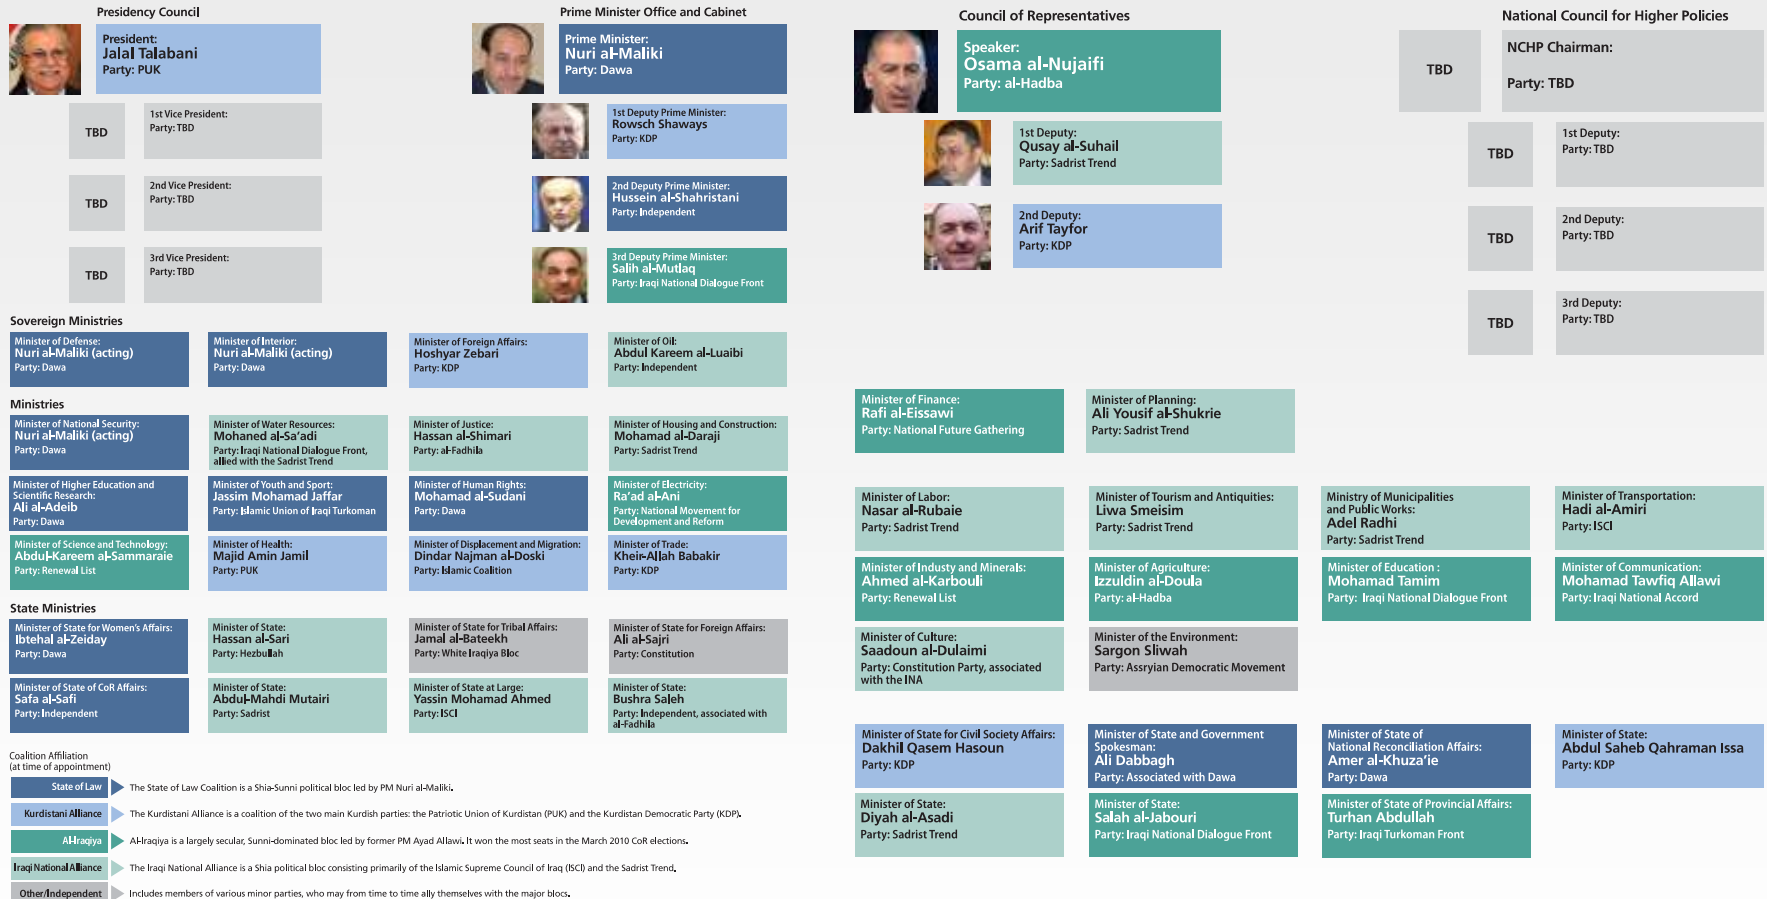 Presidency Council
President:
Jalal Talabani
Party: PUK
TBD
1st Vice President:
Party: TBD
TBD
2nd Vice President:
Party: TBD
TBD
3rd Vice President:
Party: TBD
Prime Minister Office and Cabinet
Prime Minister:
Nuri al-Maliki
Party: Dawa
1st Deputy Prime Minister:
Rowsch Shaways
Party: KDP
2nd Deputy Prime Minister:
Hussein al-Shahristani
Party: Independent
3rd Deputy Prime Minister:
Salih al-Mutlaq
Party: Iraqi National Dialogue Front
Council of Representatives
Speaker:
Osama al-Nujaifi
Party: al-Hadba
1st Deputy:
Qusay al-Suhail
Party: Sadrist Trend
2nd Deputy:
Arif Tayfor
Party: KDP
National Council for Higher Policies
TBD
NCHP Chairman:
Party: TBD
TBD
1st Deputy:
Party: TBD
TBD
2nd Deputy:
Party: TBD
TBD
3rd Deputy:
Party: TBD
Sovereign Ministries
Minister of Defense:
Nuri al-Maliki (acting)
Party: Dawa
Minister of Interior:
Nuri al-Maliki (acting)
Party: Dawa
Minister of Foreign Affairs:
Hoshyar Zebari
Party: KDP
Minister of Oil:
Abdul Kareem al-Luaibi
Party: Independent
Minister of Finance:
Rafi al-Eissawi
Party: National Future Gathering
Minister of Planning:
Ali Yousif al-Shukrie
Party: Sadrist Trend
Ministries
Minister of National Security:
Nuri al-Maliki (acting)
Party: Dawa
Minister of Water Resources:
Mohaned al-Sa'adi
Party: Iraqi National Dialogue Front,
allied with the Sadrist Trend
Minister of Justice:
Hassan al-Shimari
Party: al-Fadhila
Minister of Housing and Construction:
Mohamad al-Daraji
Party: Sadrist Trend
Minister of Labor:
Nasar al-Rubaie
Party: Sadrist Trend
Minister of Tourism and Antiquities:
Liwa Smeisim
Party: Sadrist Trend
Ministry of Municipalities
and Public Works:
Adel Radhi
Party: Sadrist Trend
Minister of Transportation:
Hadi al-Amiri
Party: ISCI
Minister of Higher Education and
Scientific Research:
Ali al-Adeib
Party: Dawa
Minister of Youth and Sport:
Jassim Mohamad Jaffar
Party: Islamic Union of Iraqi Turkoman
Minister of Human Rights:
Mohamad al-Sudani
Party: Dawa
Minister of Electricity:
Ra'ad al-Ani
Party: National Movement for
Development and Reform
Minister of Industy and Minerals:
Ahmed al-Karbouli
Party: Renewal List
Minister of Agriculture:
Izzuldin al-Doula
Party: al-Hadba
Minister of Education :
Mohamad Tamim
Party: Iraqi National Dialogue Front
Minister of Communication:
Mohamad Tawfiq Allawi
Party: Iraqi National Accord
Minister of Science and Technology:
Abdul-Kareem al-Sammaraie
Party: Renewal List
Minister of Health:
Majid Amin Jamil
Party: PUK
Minister of Displacement and Migration:
Dindar Najman al-Doski
Party: Islamic Coalition
Minister of Trade:
Kheir-Allah Babakir
Party: KDP
Minister of Culture:
Saadoun al-Dulaimi
Party: Constitution Party, associated
with the INA
Minister of the Environment:
Sargon Sliwah
Party: Assryian Democratic Movement
State Ministries
Minister of State for Women's Affairs:
Ibtehal al-Zeiday
Party: Dawa
Minister of State:
Hassan al-Sari
Party: Hezbullah
Minister of State for Tribal Affairs:
Jamal al-Bateekh
Party: White Iraqiya Bloc
Minister of State for Foreign Affairs:
Ali al-Sajri
Party: Constitution
Minister of State for Civil Society Affairs:
Dakhil Qasem Hasoun
Party: KDP
Minister of State and Government
Spokesman:
Ali Dabbagh
Party: Associated with Dawa
Minister of State of
National Reconciliation Affairs:
Amer al-Khuza'ie
Party: Dawa
Minister of State:
Abdul Saheb Qahraman Issa
Party: KDP
Minister of State of CoR Affairs:
Safa al-Safi
Party: Independent
Minister of State:
Abdul-Mahdi Mutairi
Party: Sadrist
Minister of State at Large:
Yassin Mohamad Ahmed
Party: ISCI
Minister of State:
Bushra Saleh
Party: Independent, associated with
al-Fadhila
Minister of State:
Diyah al-Asadi
Party: Sadrist Trend
Minister of State:
Salah al-Jabouri
Party: Iraqi National Dialogue Front
Minister of State of Provincial Affairs:
Turhan Abdullah
Party: Iraqi Turkoman Front
Coalition Affiliation
(at time of appointment)
State of Law
The State of Law Coalition is a Shia-Sunni political bloc led by PM Nuri al-Maliki.
Kurdistani Alliance
The Kurdistani Alliance is a coalition of the two main Kurdish parties: the Patriotic Union of Kurdistan (PUK) and the Kurdistan Democratic Party (KDP).
Al-Iraqiya
Al-Iraqiya is a largely secular, Sunni-dominated bloc led by former PM Ayad Allawi. It won the most seats in the March 2010 CoR elections.
Iraqi National Alliance
The Iraqi National Alliance is a Shia political bloc consisting primarily of the Islamic Supreme Council of Iraq (ISCI) and the Sadrist Trend.
Other/Independent
Includes members of various minor parties, who may from time to time ally themselves with the major blocs.